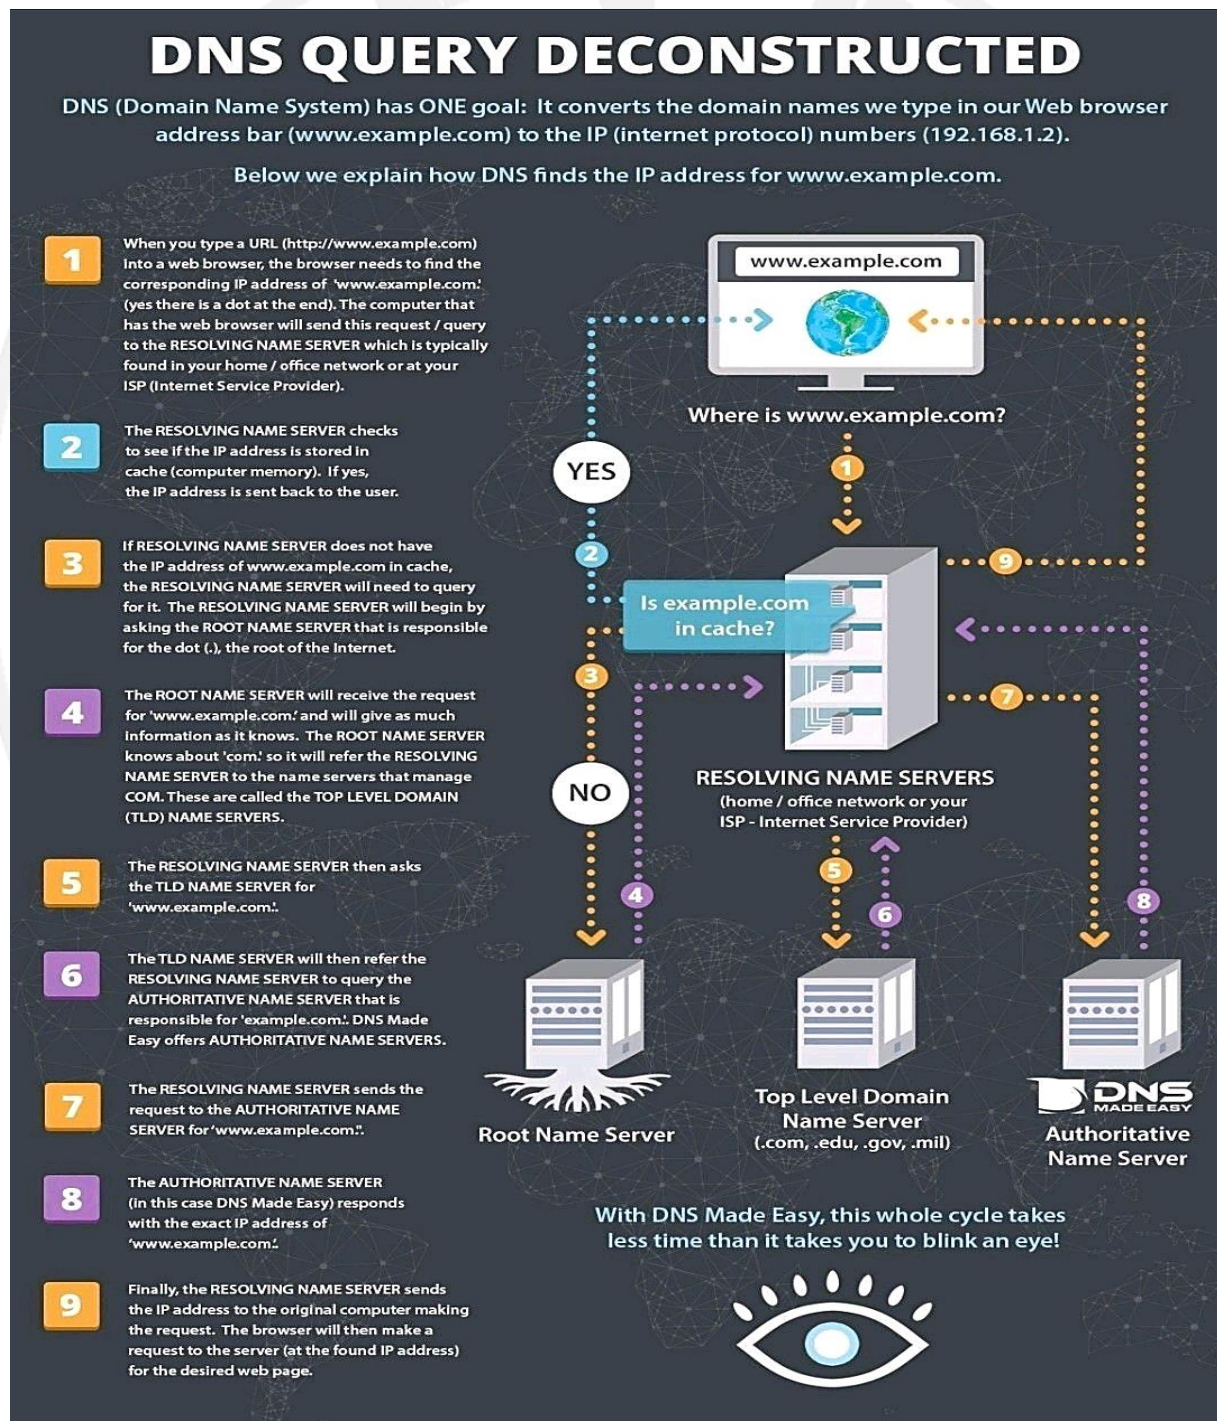 DNS QUERY DECONSTRUCTED
DNS (Domain Name System) has ONE goal: It converts the domain names we type in our Web browser
address bar (www.example.com) to the IP (internet protocol) numbers (192.168.1.2).
Below we explain how DNS finds the IP address for www.example.com.
1
When you type a URL (http://www.example.com)
Into a web browser, the browser needs to find the
corresponding IP address of 'www.example.com.'
(yes there is a dot at the end). The computer that
has the web browser will send this request / query
to the RESOLVING NAME SERVER which is typically
found in your home / office network or at your
ISP (Internet Service Provider).
2
The RESOLVING NAME SERVER checks
to see if the IP address is stored in
cache (computer memory). If yes,
the IP address is sent back to the user.
3
If RESOLVING NAME SERVER does not have
the IP address of www.example.com in cache,
the RESOLVING NAME SERVER will need to query
for it. The RESOLVING NAME SERVER will begin by
asking the ROOT NAME SERVER that is responsible
for the dot (.), the root of the Internet.
4
The ROOT NAME SERVER will receive the request
for 'www.example.com.' and will give as much
information as it knows. The ROOT NAME SERVER
knows about 'com.' so it will refer the RESOLVING
NAME SERVER to the name servers that manage
COM. These are called the TOP LEVEL DOMAIN
(TLD) NAME SERVERS.
5
The RESOLVING NAME SERVER then asks
the TLD NAME SERVER for
'www.example.com.'.
6
The TLD NAME SERVER will then refer the
RESOLVING NAME SERVER to query the
AUTHORITATIVE NAME SERVER that is
responsible for 'example.com.'. DNS Made
Easy offers AUTHORITATIVE NAME SERVERS.
7
The RESOLVING NAME SERVER sends the
request to the AUTHORITATIVE NAME
SERVER for 'www.example.com.".
8
The AUTHORITATIVE NAME SERVER
(in this case DNS Made Easy) responds
with the exact IP address of
'www.example.com.'.
9
Finally, the RESOLVING NAME SERVER sends
the IP address to the original computer making
the request. The browser will then make a
request to the server (at the found IP address)
for the desired web page.
www.example.com
Where is www.example.com?
1
YES
2
9
Is example.com
in cache?
3
7
NO
RESOLVING NAME SERVERS
(home / office network or your
ISP - Internet Service Provider)
4
5
6
8
Root Name Server
Top Level Domain
Name Server
(.com, .edu, .gov, .mil)
DNS
MADE EASY
Authoritative
Name Server
With DNS Made Easy, this whole cycle takes
less time than it takes you to blink an eye!